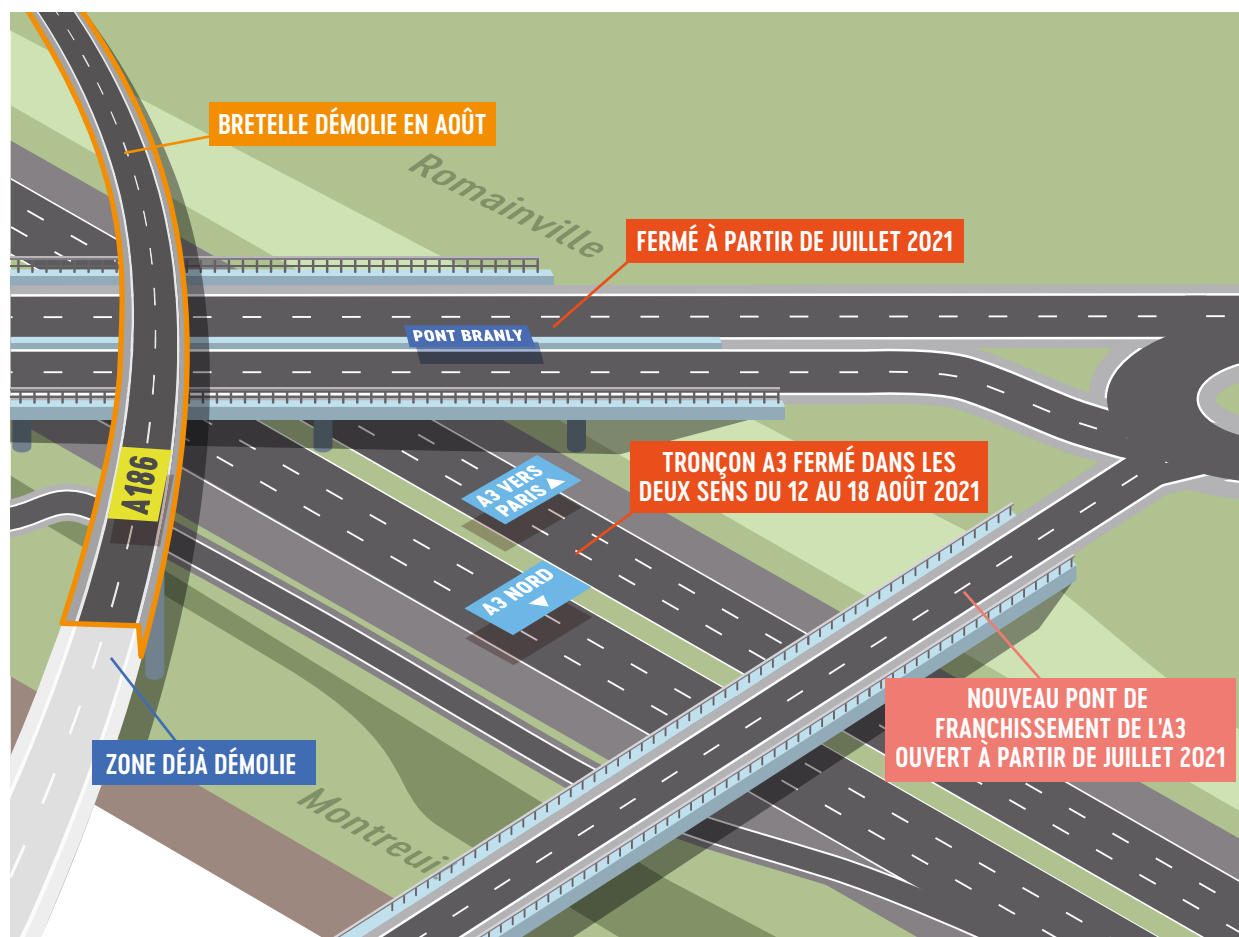 BRETELLE DÉMOLIE EN AOÛT
Romainville
FERMÉ À PARTIR DE JUILLET 2021
PONT BRANLY
A186
TRONÇON A3 FERMÉ DANS LES
DEUX SENS DU 12 AU 18 AOÛT 2021
A3 VERS
PARIS
A3 NORD
NOUVEAU PONT DE
FRANCHISSEMENT DE L'A3
OUVERT À PARTIR DE JUILLET 2021
ZONE DÉJÀ DÉMOLIE
Montreui